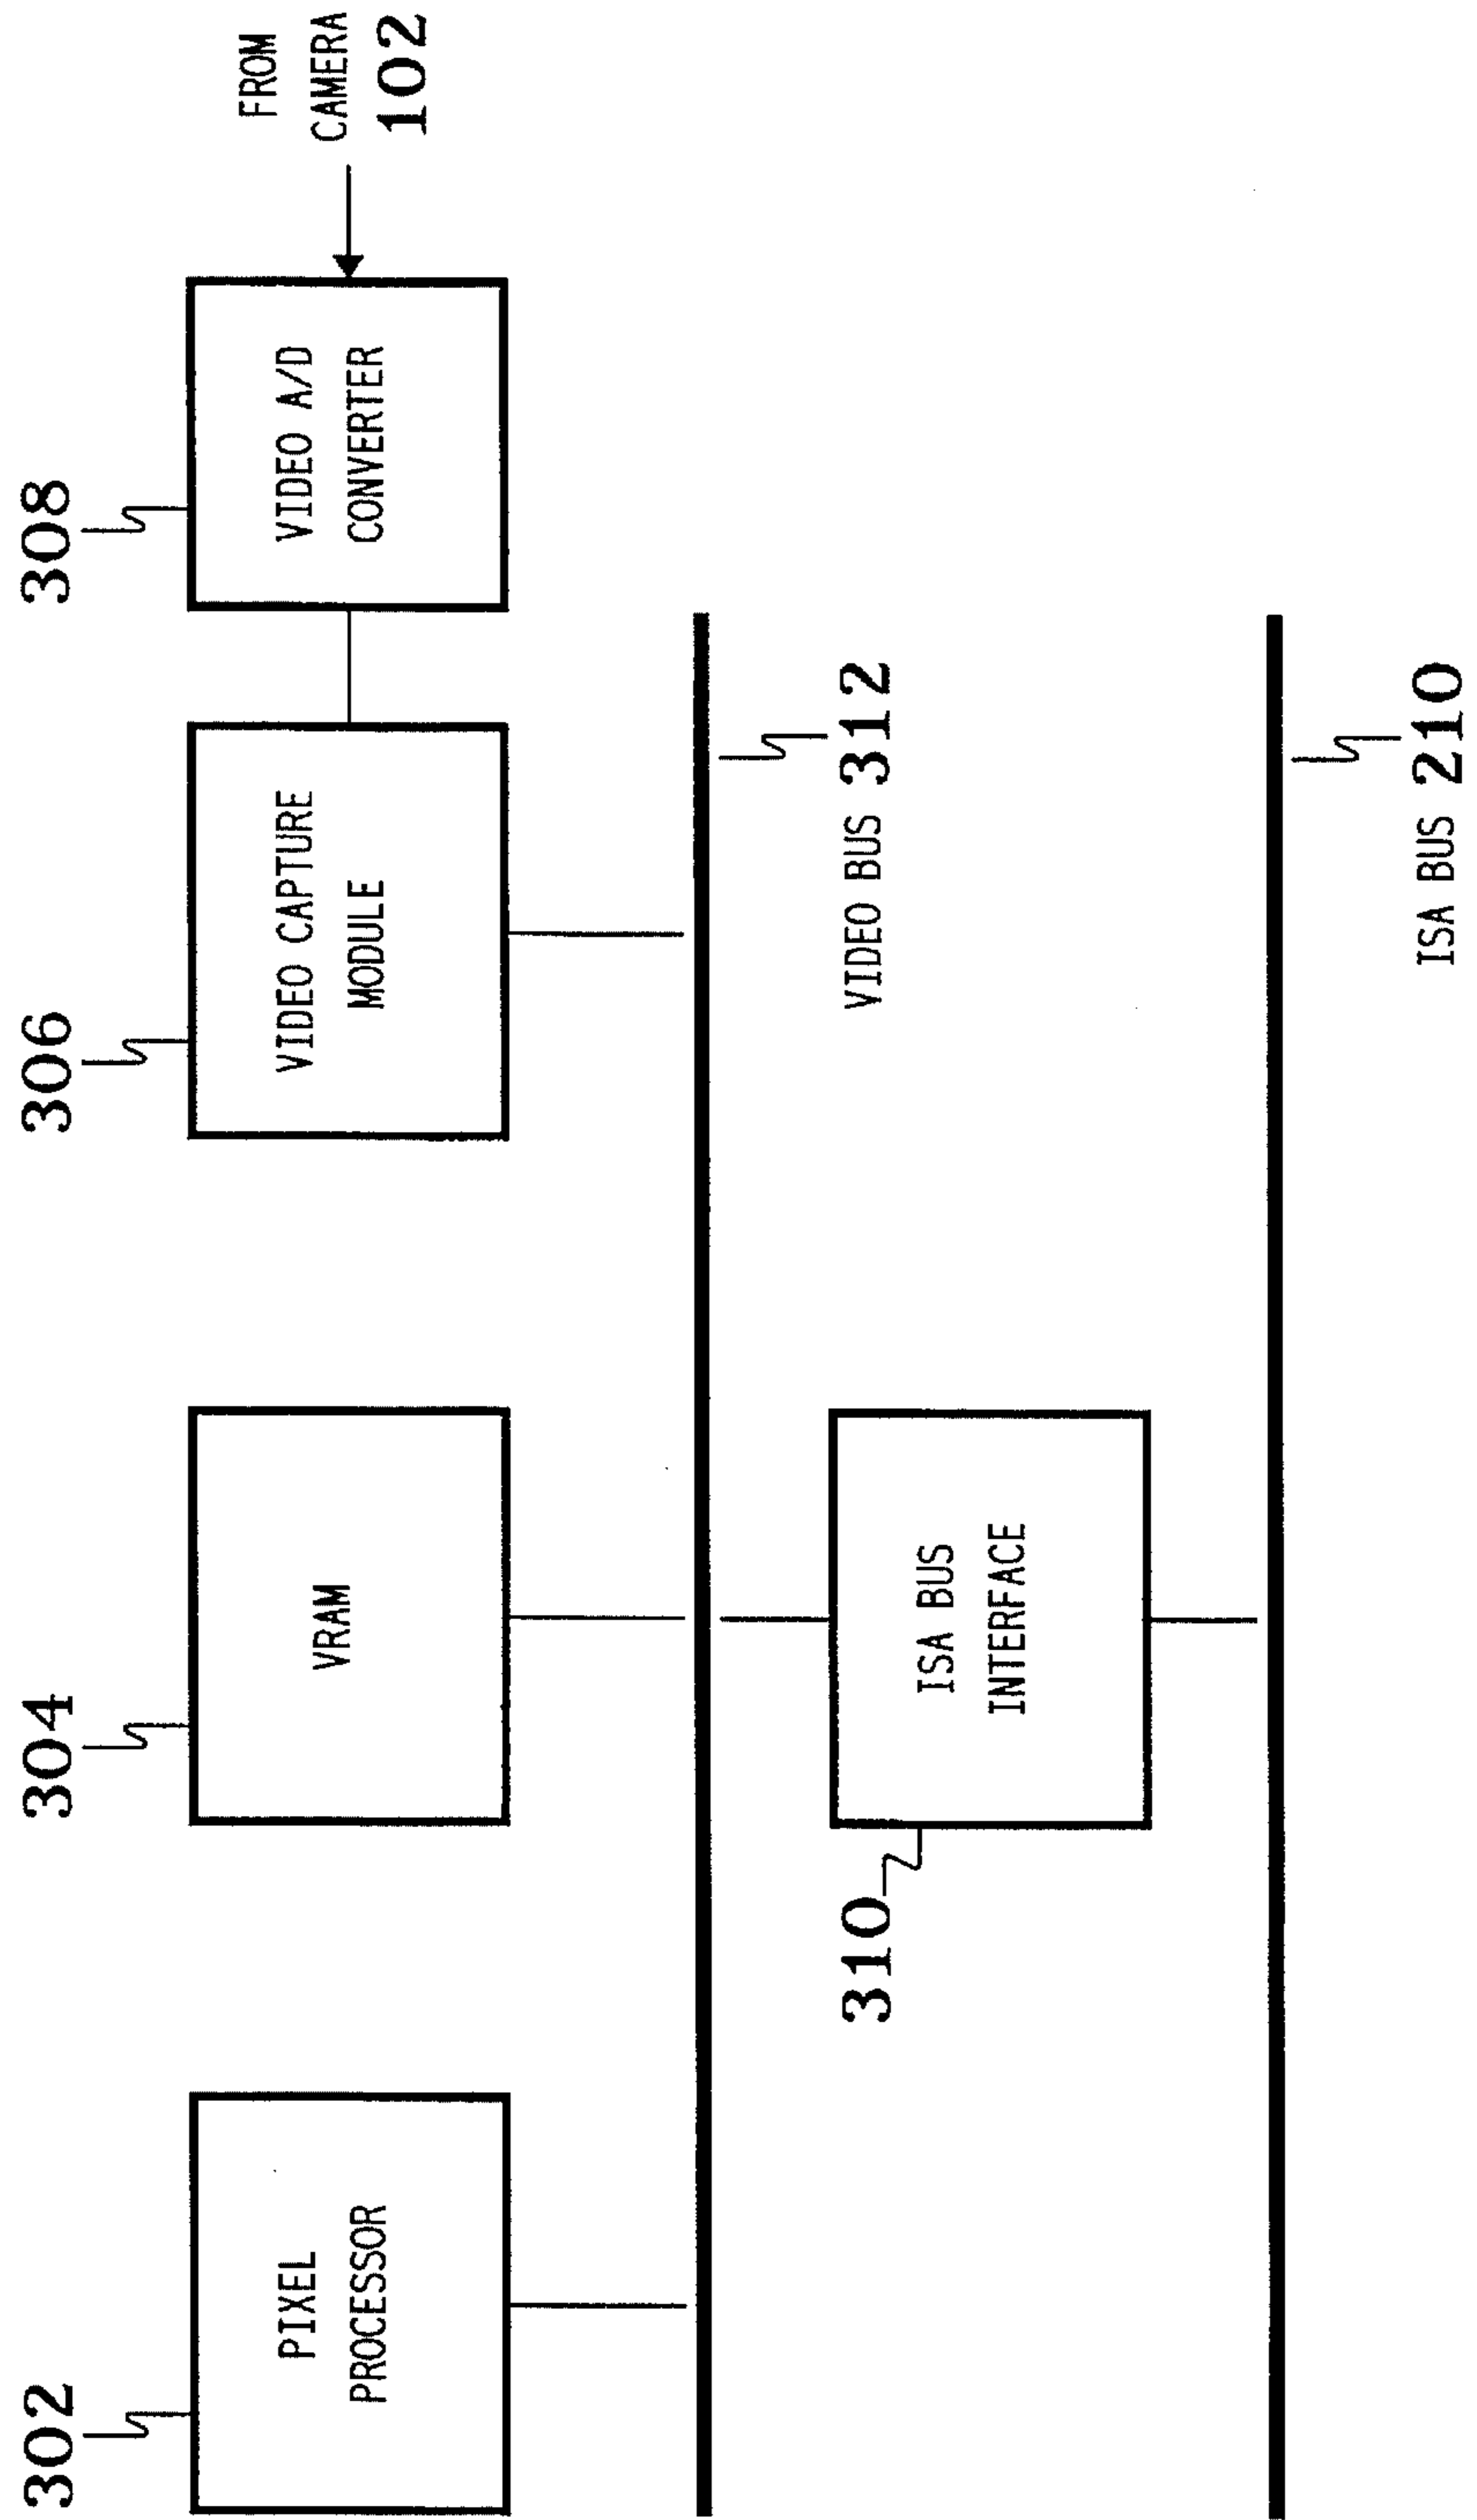 302
304
306
308
PIXEL
PROCESSOR
VRAM
VIDEO CAPTURE
MODULE
VIDEO A/D
CONVERTER
FROM
CAMERA
102
310
ISA BUS
INTERFACE
VIDEO BUS 312
ISA BUS 210